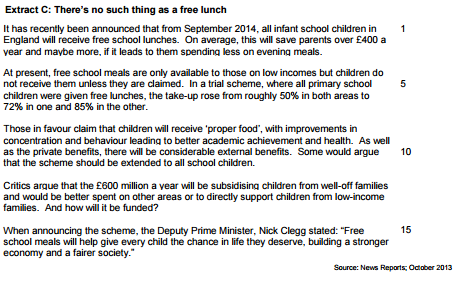 Extract C: There's no such thing as a free lunch
It has recently been announced that from September 2014, all infant school children in 1
England will receive free school lunches. On average, this will save parents over £400 a
year and maybe more, if it leads to them spending less on evening meals.
At present, free school meals are only available to those on low incomes but children do
not receive them unless they are claimed. In a trial scheme, where all primary school 5
children were given free lunches, the take-up rose from roughly 50% in both areas to
72% in one and 85% in the other.
Those in favour claim that children will receive 'proper food', with improvements in
concentration and behaviour leading to better academic achievement and health. As well
as the private benefits, there will be considerable external benefits. Some would argue 10
that the scheme should be extended to all school children.
Critics argue that the £600 million a year will be subsidising children from well-off families
and would be better spent on other areas or to directly support children from low-income
families. And how will it be funded?
When announcing the scheme, the Deputy Prime Minister, Nick Clegg stated: "Free 15
school meals will help give every child the chance in life they deserve, building a stronger
economy and a fairer society."
Source: News Reports; October 2013